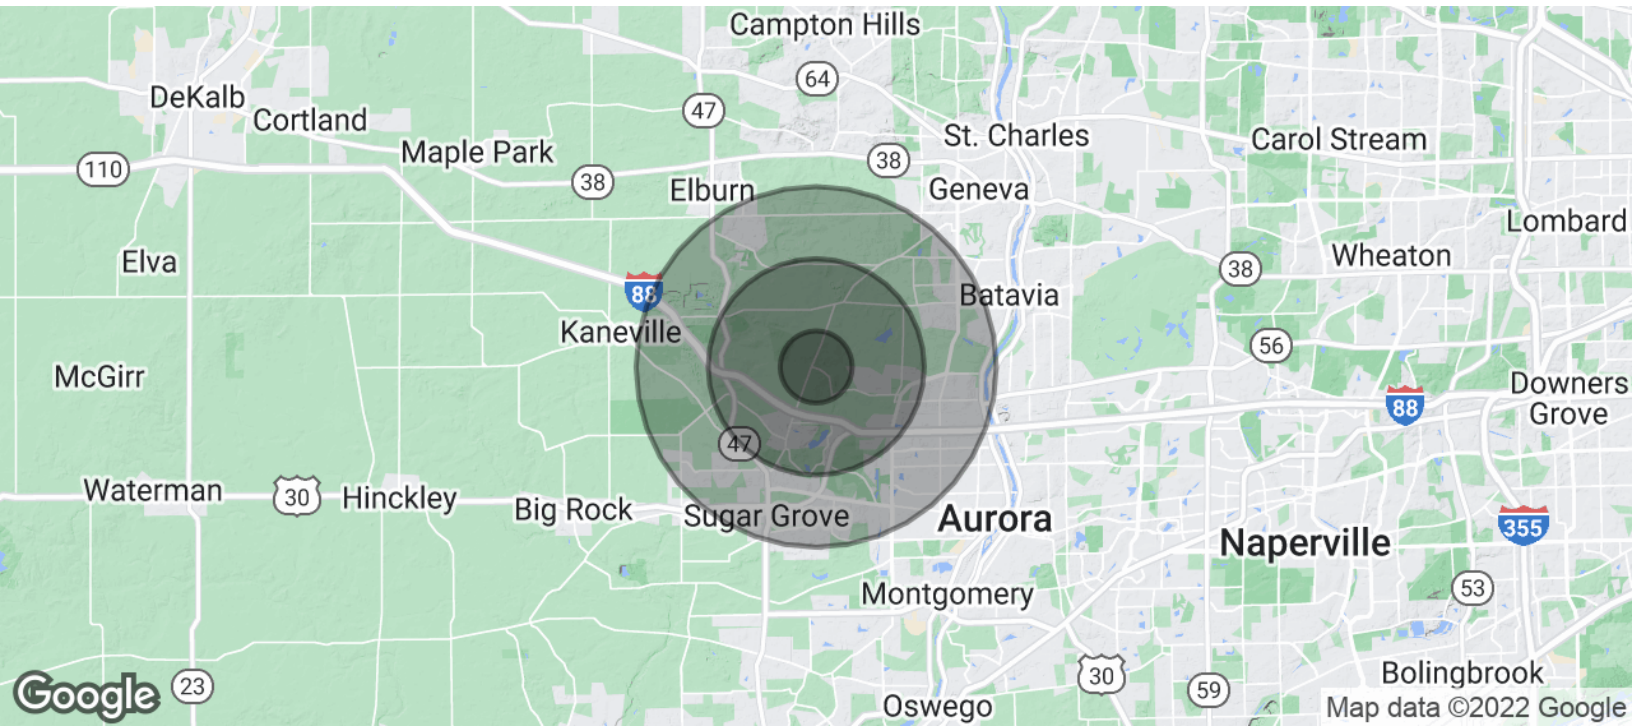 Campton Hills
64
DeKalb
47
Cortland
St. Charles
Carol Stream
Maple Park
38
110
38
Elburn
Geneva
Lombard
Elva
Wheaton
38
88
Batavia
Kaneville
56
McGirr
Downers
Grove
88
47
Waterman
30
Hinckley
Big Rock
Sugar Grove
Aurora
355
Naperville
53
Montgomery
Bolingbrook
30
23
59
Google
Oswego
Map data ©2022 Google